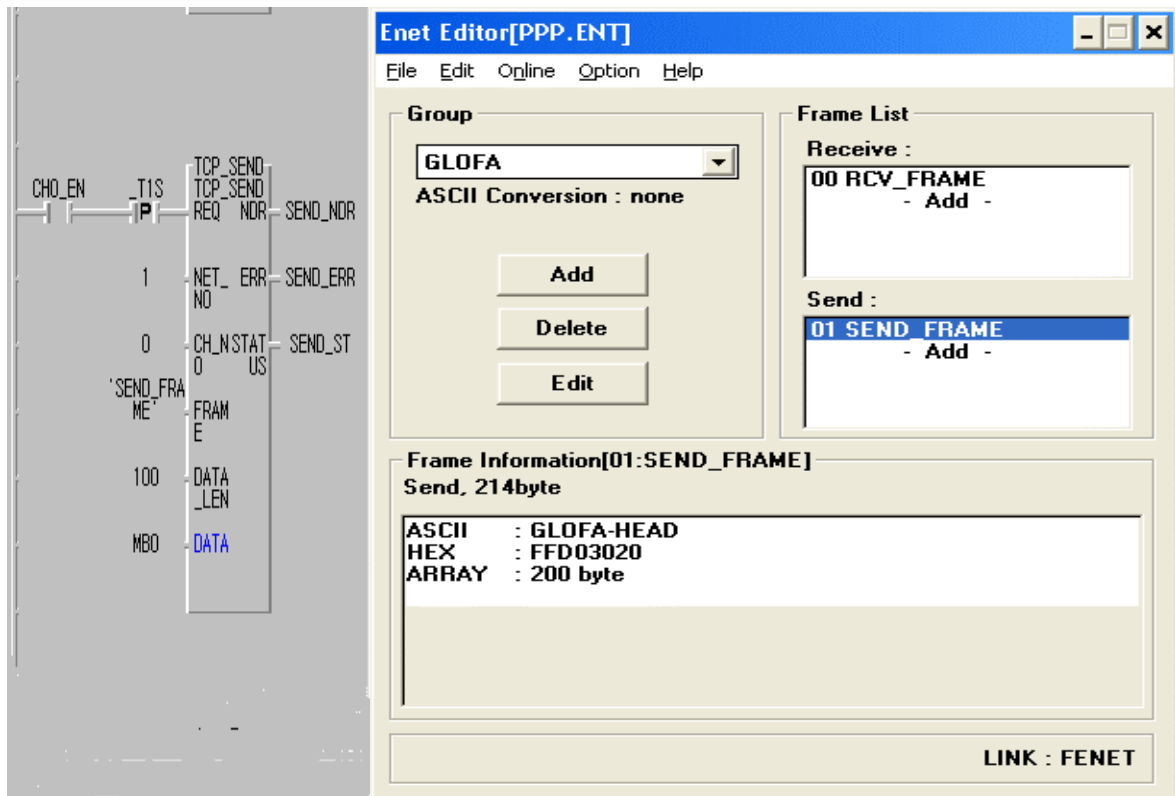 TCP_SEND
TCP_SEND
CH0_EN
_T1S
P
REQ NDR
SEND_NDR
1
NET_ ERR
NO
SEND_ERR
0
CH_N STAT
O US
SEND_ST
'SEND_FRA
ME'
FRAM
E
100
DATA
_LEN
MB0
DATA
Enet Editor[PPP.ENT]
File Edit Online Option Help
Group
GLOFA
ASCII Conversion : none
Add
Delete
Edit
Frame List
Receive :
00 RCV_FRAME
- Add -
Send :
01 SEND_FRAME
- Add -
Frame Information[01:SEND_FRAME]
Send, 214byte
ASCII : GLOFA-HEAD
HEX : FFD03020
ARRAY : 200 byte
LINK : FENET